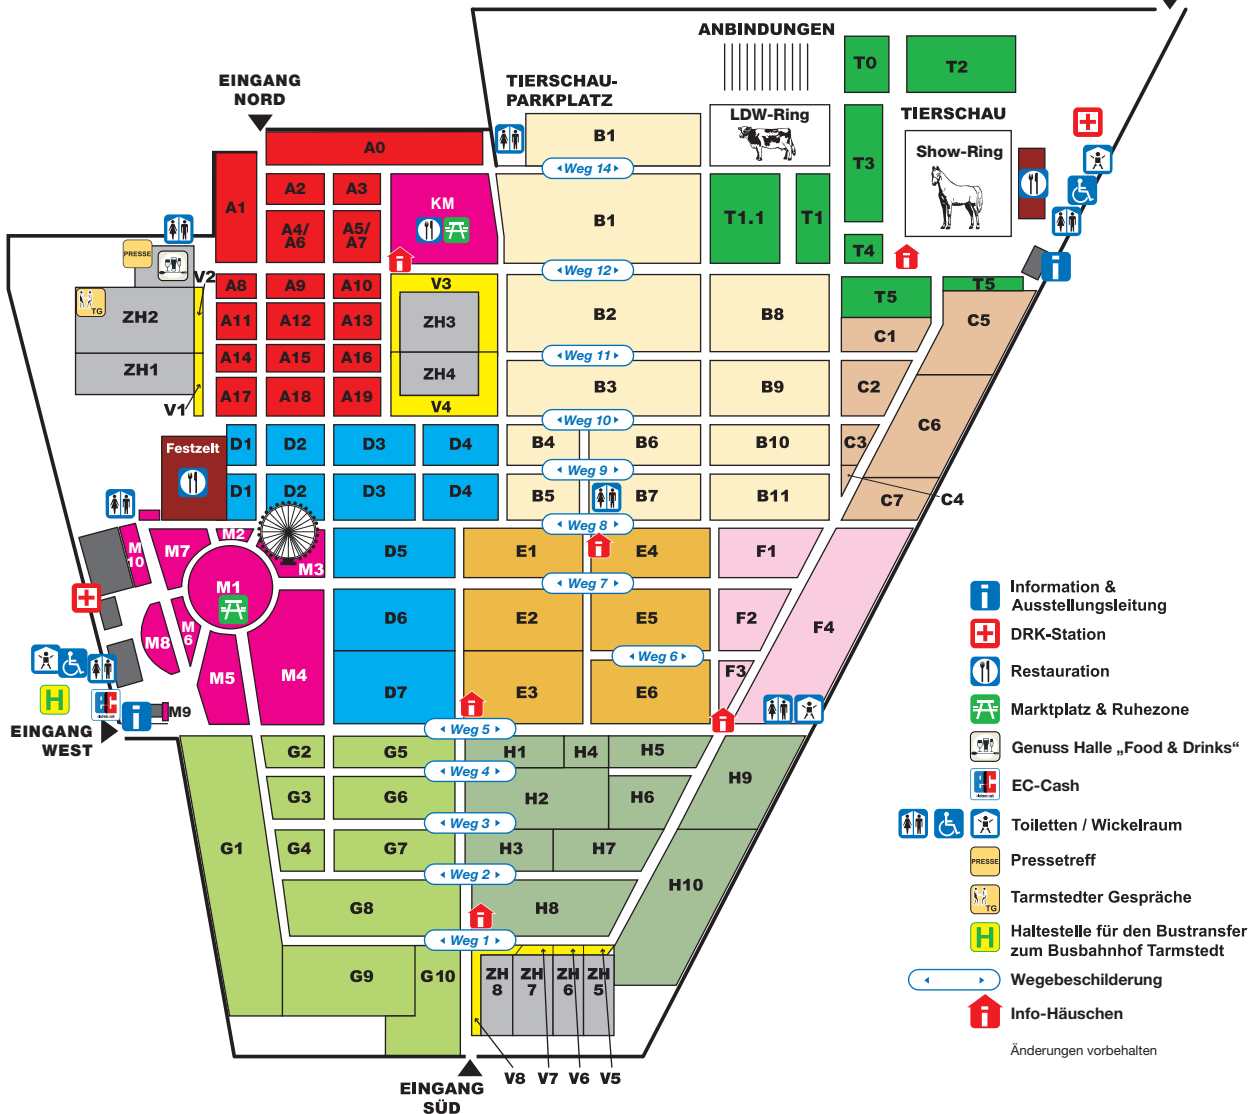 ANBINDUNGEN
T0
T2
EINGANG
NORD
TIERSCHAU-
PARKPLATZ
LDW-Ring
TIERSCHAU
B1
A0
T3
Show-Ring
Weg 14
A1
A2
A3
KM
B1
T1.1
T1
A4/
A6
A5/
A7
T4
PRESSE
V2
Weg 12
A8
A9
A10
V3
T5
T5
TG
ZH2
A11
A12
A13
ZH3
B2
B8
C1
C5
Weg 11
ZH1
A14
A15
A16
ZH4
V1
A17
A18
A19
V4
B3
B9
C2
Weg 10
C6
Festzelt
D1
D2
D3
D4
B4
B6
B10
C3
Weg 9
D1
D2
D3
D4
B5
B7
B11
C7
C4
Weg 8
M
10
M7
M2
M3
D5
E1
E4
F1
Weg 7
M1
M8
M
6
D6
E2
E5
F2
F4
Weg 6
M5
M4
D7
E3
E6
F3
H
EC
M9
EINGANG
WEST
Weg 5
G2
G5
H1
H4
H5
Weg 4
G3
G6
H2
H6
H9
Weg 3
G1
G4
G7
H3
H7
Weg 2
H10
G8
H8
Weg 1
G9
G10
ZH
8
ZH
7
ZH
6
ZH
5
V8
V7
V6
V5
EINGANG
SÜD
Information &
Ausstellungsleitung
DRK-Station
Restauration
Marktplatz & Ruhezone
Genuss Halle „Food & Drinks“
EC
EC-Cash
Toiletten / Wickelraum
PRESSE
Pressetreff
TG
Tarmstedter Gespräche
H
Haltestelle für den Bustransfer
zum Busbahnhof Tarmstedt
Wegebeschilderung
Info-Häuschen
Änderungen vorbehalten